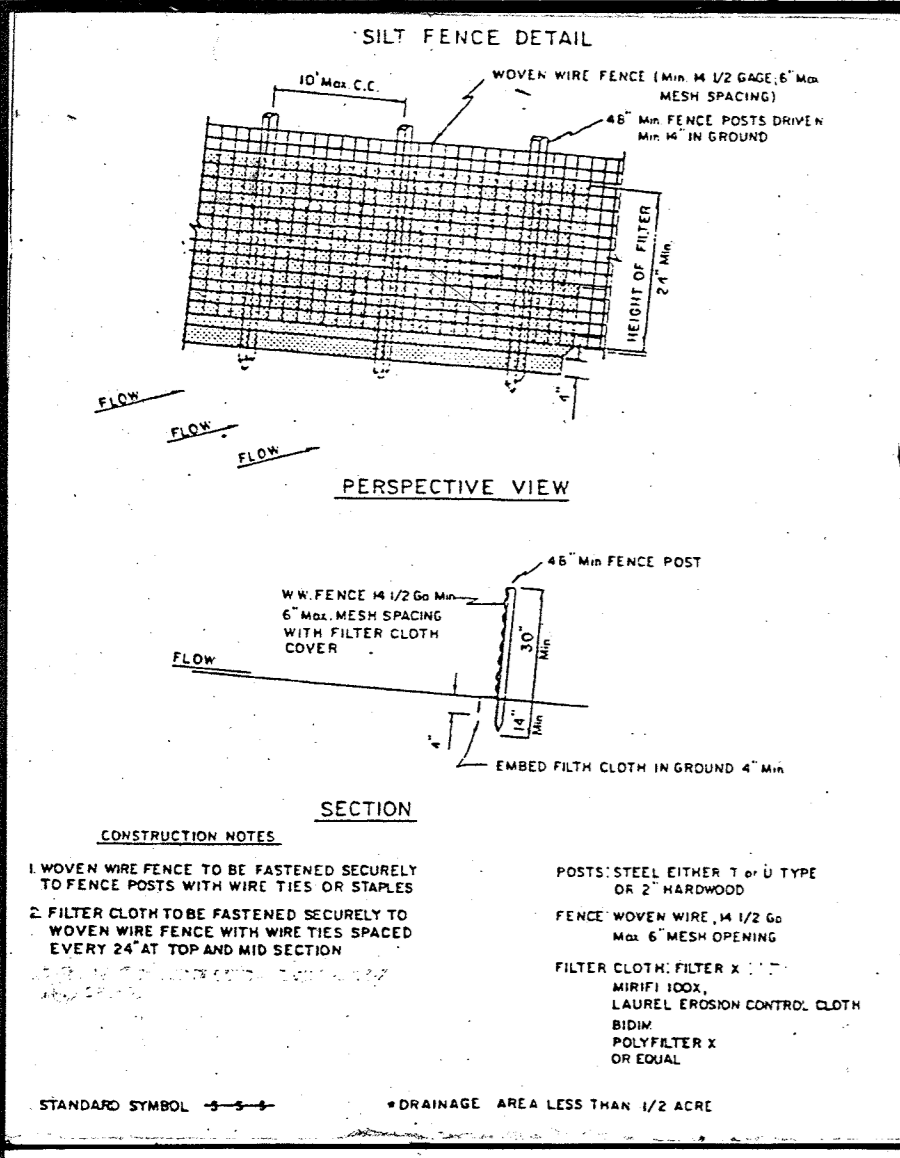 SILT FENCE DETAIL
10' Max. C.C.
WOVEN WIRE FENCE (Min. 14 1/2 GAGE; 6" Max
MESH SPACING)
48" Min FENCE POSTS DRIVEN
Min 14" IN GROUND
HEIGHT OF FILTER
24" Min.
4"
FLOW
FLOW
FLOW
PERSPECTIVE VIEW
46" Min FENCE POST
W W. FENCE 14 1/2 Ga Min
6" Max. MESH SPACING
WITH FILTER CLOTH
COVER
30"
Min
FLOW
14"
Min
4"
EMBED FILTH CLOTH IN GROUND 4" Min
SECTION
CONSTRUCTION NOTES
1. WOVEN WIRE FENCE TO BE FASTENED SECURELY
TO FENCE POSTS WITH WIRE TIES OR STAPLES
2. FILTER CLOTH TO BE FASTENED SECURELY TO
WOVEN WIRE FENCE WITH WIRE TIES SPACED
EVERY 24" AT TOP AND MID SECTION
POSTS: STEEL EITHER T or U TYPE
OR 2" HARDWOOD
FENCE WOVEN WIRE, 14 1/2 Ga
Max 6" MESH OPENING
FILTER CLOTH: FILTER X
MIRIFI 100X,
LAUREL EROSION CONTROL CLOTH
BIDIM
POLYFILTER X
OR EQUAL
STANDARD SYMBOL -S-S-S-
* DRAINAGE AREA LESS THAN 1/2 ACRE